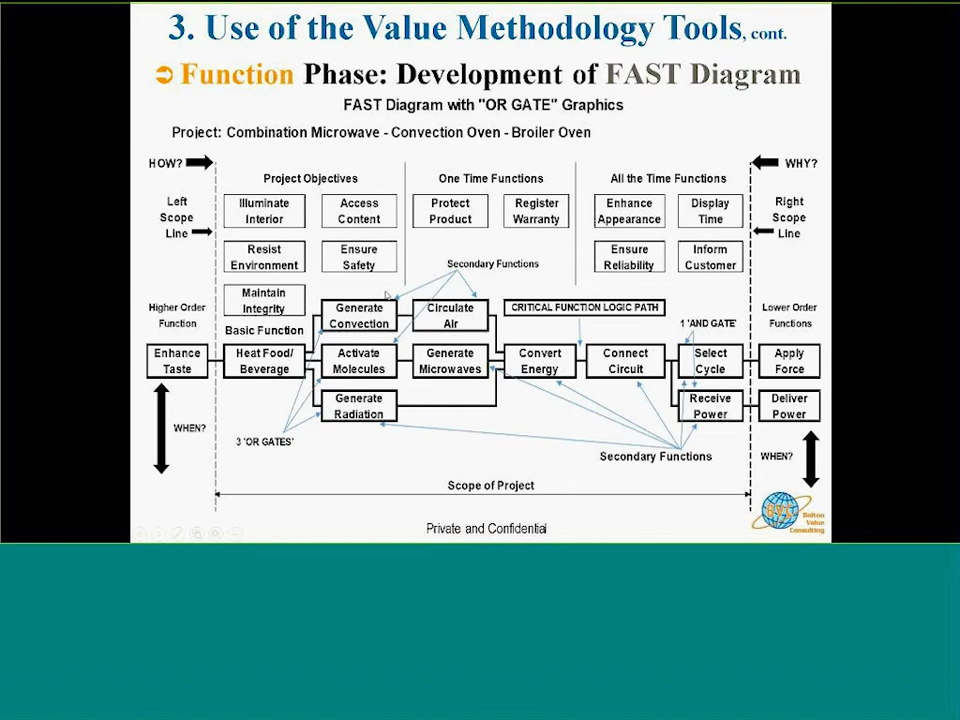 3. Use of the Value Methodology Tools, cont.
➲ Function Phase: Development of FAST Diagram
FAST Diagram with "OR GATE" Graphics
Project: Combination Microwave - Convection Oven - Broiler Oven
HOW?
WHY?
Project Objectives
One Time Functions
All the Time Functions
Left
Scope
Line
Illuminate
Interior
Access
Content
Protect
Product
Register
Warranty
Enhance
Appearance
Display
Time
Right
Scope
Line
Resist
Environment
Ensure
Safety
Secondary Functions
Ensure
Reliability
Inform
Customer
Maintain
Integrity
Higher Order
Function
Basic Function
Generate
Convection
Circulate
Air
CRITICAL FUNCTION LOGIC PATH
1 'AND GATE'
Lower Order
Functions
Enhance
Taste
Heat Food/
Beverage
Activate
Molecules
Generate
Microwaves
Convert
Energy
Connect
Circuit
Select
Cycle
Apply
Force
Generate
Radiation
Receive
Power
Deliver
Power
WHEN?
3 'OR GATES'
Secondary Functions
WHEN?
Scope of Project
Private and Confidential
BVC
Dalton
Value
Consulting